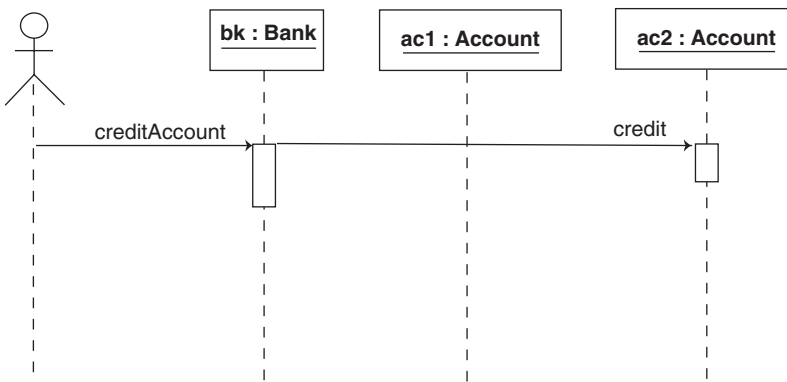 bk : Bank
ac1 : Account
ac2 : Account
creditAccount
credit